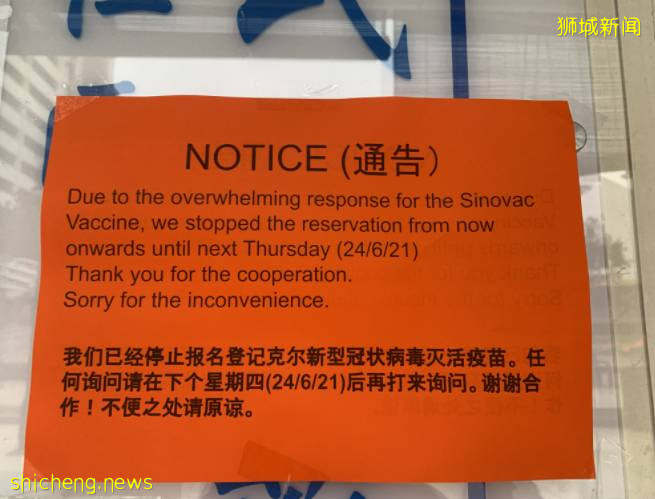 狮城新闻
NOTICE (通告）
Due to the overwhelming response for the Sinovac
Vaccine, we stopped the reservation from now
onwards until next Thursday (24/6/21)
Thank you for the cooperation.
Sorry for the inconvenience.
我们已经停止报名登记克尔新型冠状病毒灭活疫苗。任
何询问请在下个星期四(24/6/21)后再打来询问。谢谢合
作！不便之处请原谅。
shicheng.news